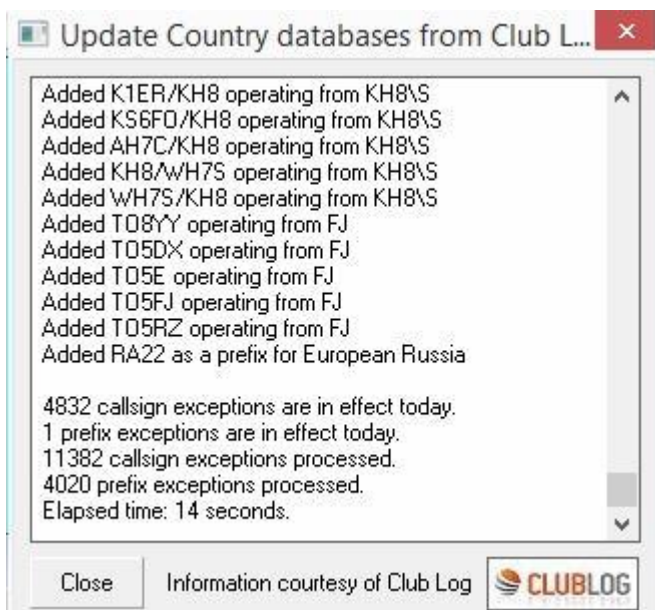 Update Country databases from Club L...
Added K1ER/KH8 operating from KH8\S
Added KS6FO/KH8 operating from KH8\S
Added AH7C/KH8 operating from KH8\S
Added KH8/WH7S operating from KH8\S
Added WH7S/KH8 operating from KH8\S
Added TO8YY operating from FJ
Added TO5DX operating from FJ
Added TO5E operating from FJ
Added TO5FJ operating from FJ
Added TO5RZ operating from FJ
Added RA22 as a prefix for European Russia
4832 callsign exceptions are in effect today.
1 prefix exceptions are in effect today.
11382 callsign exceptions processed.
4020 prefix exceptions processed.
Elapsed time: 14 seconds.
Close
Information courtesy of Club Log
CLUBLOG